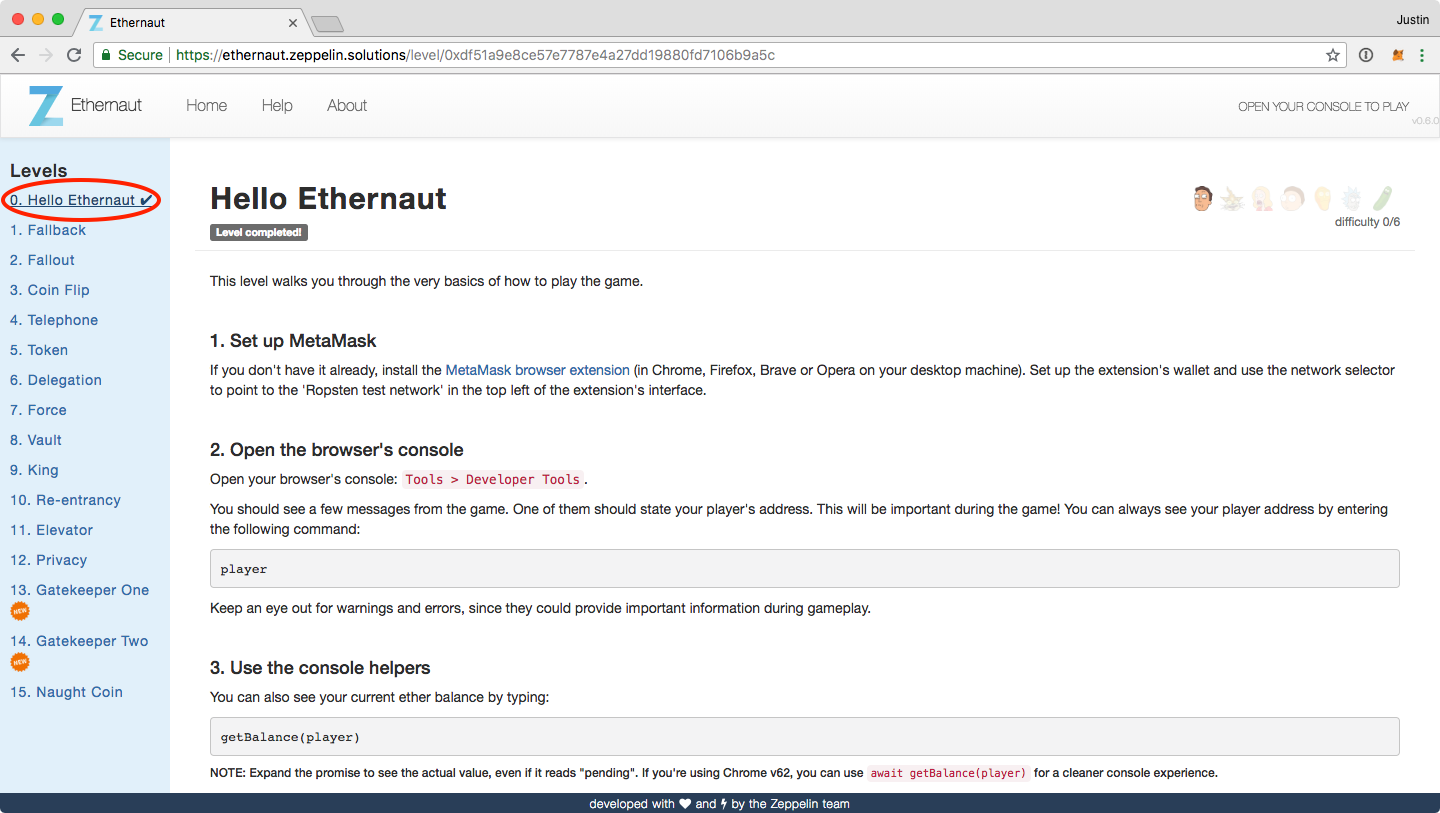 Ethernaut
Justin
Secure https://ethernaut.zeppelin.solutions/level/0xdf51a9e8ce57e7787e4a27dd19880fd7106b9a5c
Ethernaut Home Help About OPEN YOUR CONSOLE TO PLAY
v0.6.0
Levels
0. Hello Ethernaut ✔
1. Fallback
2. Fallout
3. Coin Flip
4. Telephone
5. Token
6. Delegation
7. Force
8. Vault
9. King
10. Re-entrancy
11. Elevator
12. Privacy
13. Gatekeeper One
NEW
14. Gatekeeper Two
NEW
15. Naught Coin
Hello Ethernaut
Level completed!
difficulty 0/6
This level walks you through the very basics of how to play the game.
1. Set up MetaMask
If you don't have it already, install the MetaMask browser extension (in Chrome, Firefox, Brave or Opera on your desktop machine). Set up the extension's wallet and use the network selector
to point to the 'Ropsten test network' in the top left of the extension's interface.
2. Open the browser's console
Open your browser's console: Tools > Developer Tools.
You should see a few messages from the game. One of them should state your player's address. This will be important during the game! You can always see your player address by entering
the following command:
player
Keep an eye out for warnings and errors, since they could provide important information during gameplay.
3. Use the console helpers
You can also see your current ether balance by typing:
getBalance(player)
NOTE: Expand the promise to see the actual value, even if it reads "pending". If you're using Chrome v62, you can use await getBalance(player) for a cleaner console experience.
developed with ♥ and ⚡ by the Zeppelin team